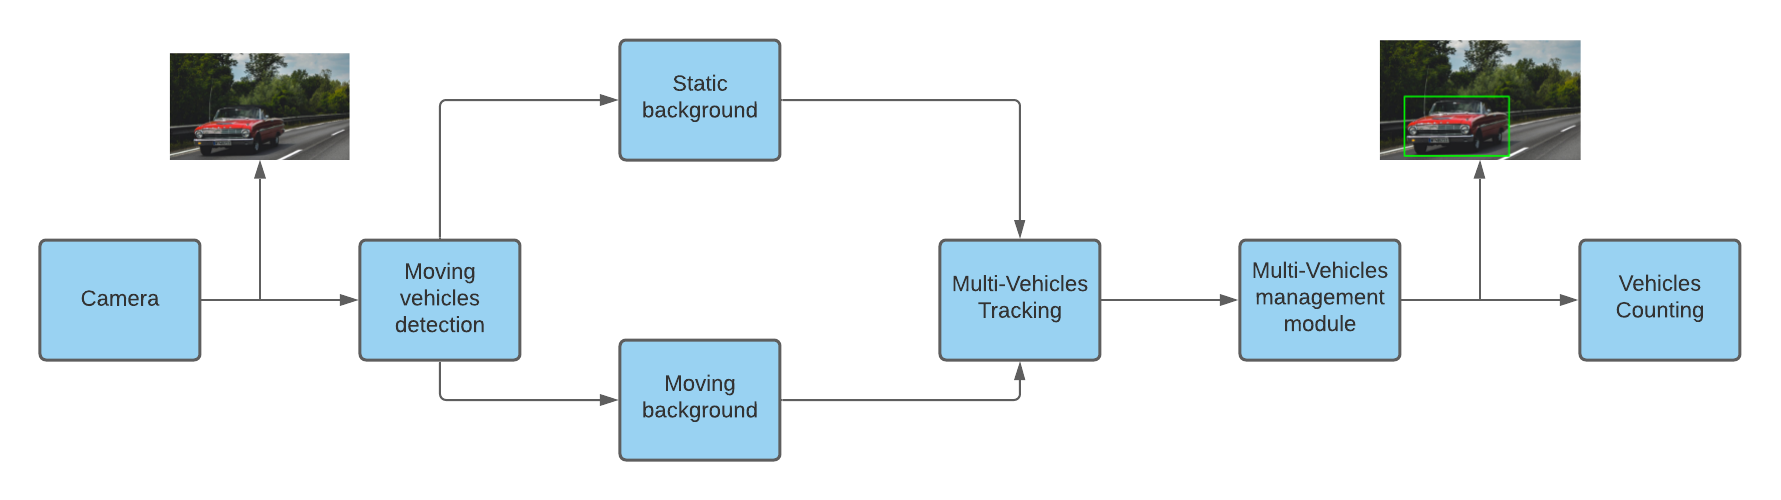 Camera
Moving
vehicles
detection
Static
background
Moving
background
Multi-Vehicles
Tracking
Multi-Vehicles
management
module
Vehicles
Counting